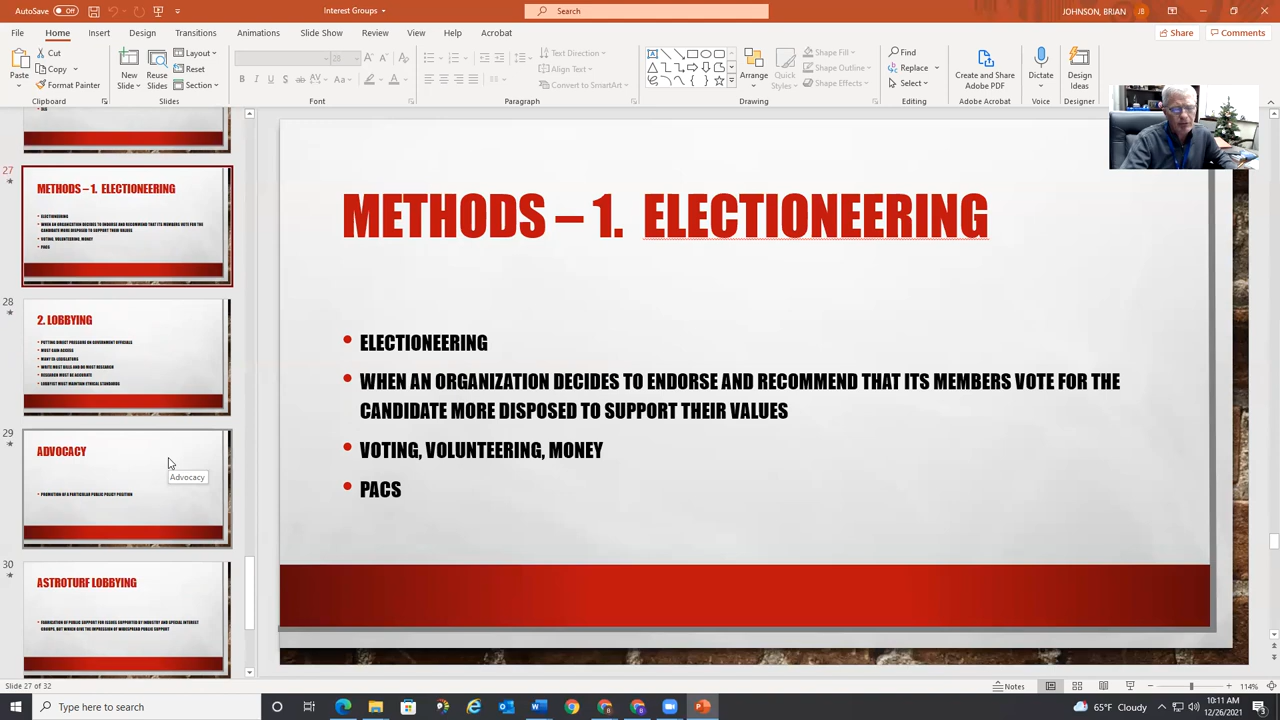 AutoSave Off
Interest Groups
Search
JOHNSON, BRIAN JB
File Home Insert Design Transitions Animations Slide Show Review View Help Acrobat
Share Comments
Paste
Cut
Copy
Format Painter
Clipboard
New
Slide
Reuse
Slides
Layout
Reset
Section
Slides
28
B I U S ab AV Aa A
Font
Paragraph
Text Direction
Align Text
Convert to SmartArt
Arrange
Quick
Styles
Shape Fill
Shape Outline
Shape Effects
Drawing
Find
Replace
Select
Editing
Create and Share
Adobe PDF
Adobe Acrobat
Dictate
Voice
Design
Ideas
Designer
27
METHODS – 1. ELECTIONEERING
ELECTIONEERING
WHEN AN ORGANIZATION DECIDES TO ENDORSE AND RECOMMEND THAT ITS MEMBERS VOTE FOR THE
CANDIDATE MORE DISPOSED TO SUPPORT THEIR VALUES
VOTING, VOLUNTEERING, MONEY
PACS
28
2. LOBBYING
PUTTING DIRECT PRESSURE ON GOVERNMENT OFFICIALS
MUST GAIN ACCESS
MANY EX-LEGISLATORS
WRITE MOST BILLS AND DO MOST RESEARCH
RESEARCH MUST BE ACCURATE
LOBBYIST MUST MAINTAIN ETHICAL STANDARDS
29
ADVOCACY
PROMOTION OF A PARTICULAR PUBLIC POLICY POSITION
Advocacy
30
ASTROTURF LOBBYING
FABRICATION OF PUBLIC SUPPORT FOR ISSUES SUPPORTED BY INDUSTRY AND SPECIAL INTEREST
GROUPS, BUT WHICH GIVE THE IMPRESSION OF WIDESPREAD PUBLIC SUPPORT
METHODS – 1. ELECTIONEERING
ELECTIONEERING
WHEN AN ORGANIZATION DECIDES TO ENDORSE AND RECOMMEND THAT ITS MEMBERS VOTE FOR THE
CANDIDATE MORE DISPOSED TO SUPPORT THEIR VALUES
VOTING, VOLUNTEERING, MONEY
PACS
Slide 27 of 32
Notes
114%
Type here to search
65°F Cloudy
10:11 AM
12/26/2021